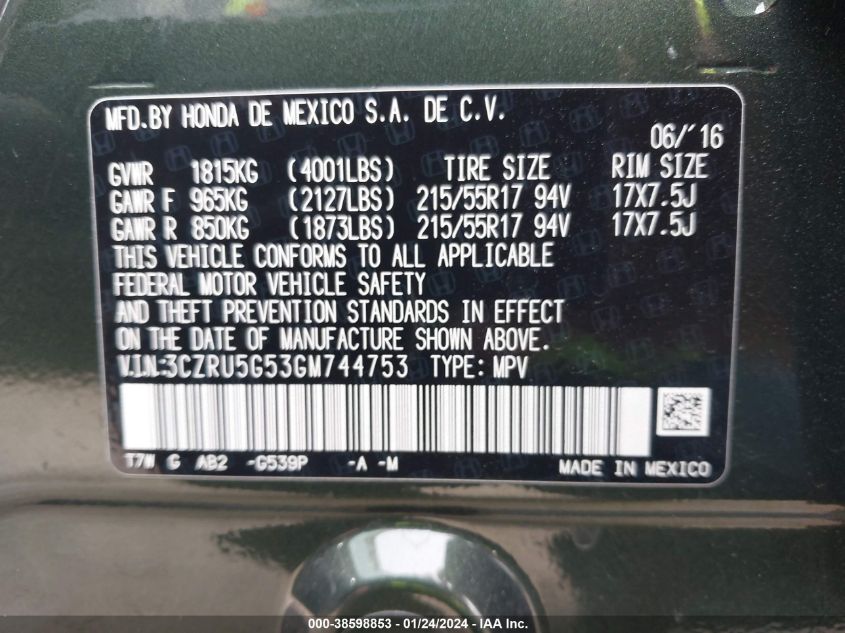 MFD. BY HONDA DE MEXICO S.A. DE C.V.
06/'16
GVWR 1815KG (4001LBS) TIRE SIZE RIM SIZE
GAWR F 965KG (2127LBS) 215/55R17 94V 17X7.5J
GAWR R 850KG (1873LBS) 215/55R17 94V 17X7.5J
THIS VEHICLE CONFORMS TO ALL APPLICABLE
FEDERAL MOTOR VEHICLE SAFETY
AND THEFT PREVENTION STANDARDS IN EFFECT
ON THE DATE OF MANUFACTURE SHOWN ABOVE.
V.I.N.:3CZRU5G53GM744753 TYPE: MPV
T7W G AB2 -G539P -A -M
MADE IN MEXICO
000-38598853 / 01/24/2024 / IAA Inc.